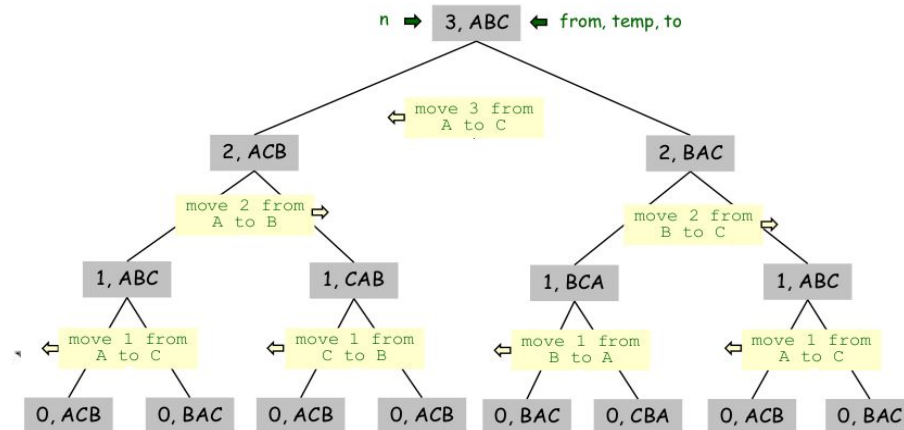 n 3, ABC from, temp, to
move 3 from
A to C
2, ACB 2, BAC
move 2 from
A to B
move 2 from
B to C
1, ABC 1, CAB 1, BCA 1, ABC
move 1 from
A to C
move 1 from
C to B
move 1 from
B to A
move 1 from
A to C
0, ACB 0, BAC 0, ACB 0, ACB 0, BAC 0, CBA 0, ACB 0, BAC